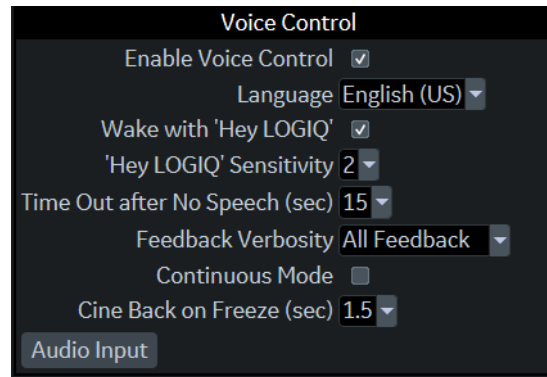 Voice Control
Enable Voice Control
Language English (US)
Wake with 'Hey LOGIQ'
'Hey LOGIQ' Sensitivity 2
Time Out after No Speech (sec) 15
Feedback Verbosity All Feedback
Continuous Mode
Cine Back on Freeze (sec) 1.5
Audio Input